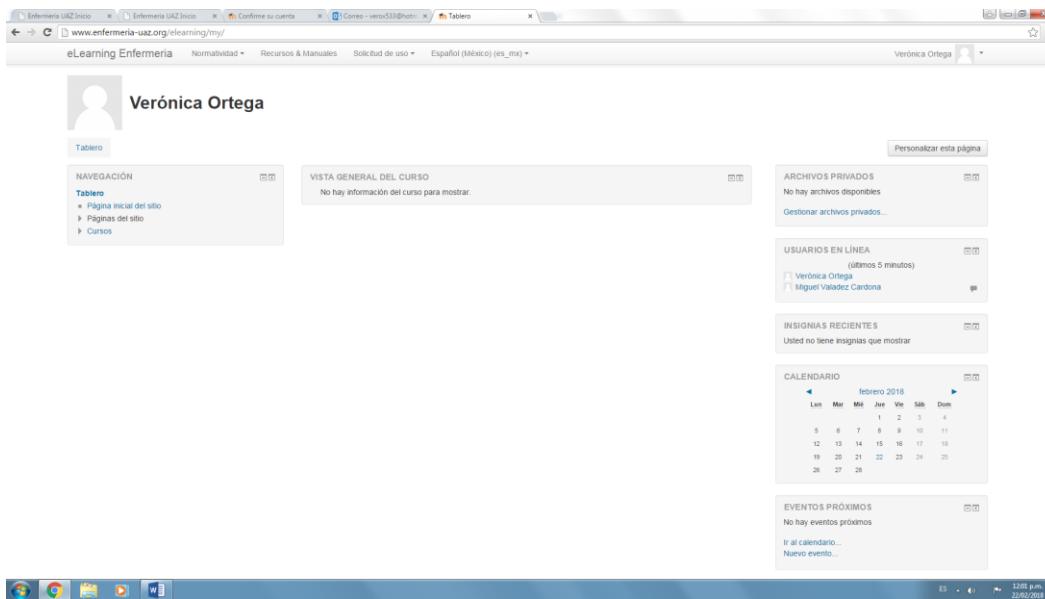 Enfermería UAZ Inicio
Enfermería UAZ Inicio
Confirme su cuenta
Correo - verox533@hotm
Tablero
www.enfermeria-uaz.org/elearning/my/
eLearning Enfermeria Normatividad Recursos & Manuales Solicitud de uso Español (México) (es_mx) Verónica Ortega
Verónica Ortega
Tablero
Personalizar esta página
NAVEGACIÓN
Tablero
Página inicial del sitio
Páginas del sitio
Cursos
VISTA GENERAL DEL CURSO
No hay información del curso para mostrar.
ARCHIVOS PRIVADOS
No hay archivos disponibles
Gestionar archivos privados...
USUARIOS EN LÍNEA
(últimos 5 minutos)
Verónica Ortega
Miguel Valadez Cardona
INSIGNIAS RECIENTES
Usted no tiene insignias que mostrar
CALENDARIO
febrero 2018
Lun Mar Mié Jue Vie Sáb Dom
1 2 3 4
5 6 7 8 9 10 11
12 13 14 15 16 17 18
19 20 21 22 23 24 25
26 27 28
EVENTOS PRÓXIMOS
No hay eventos próximos
Ir al calendario...
Nuevo evento...
ES
12:01 p.m.
22/02/2018